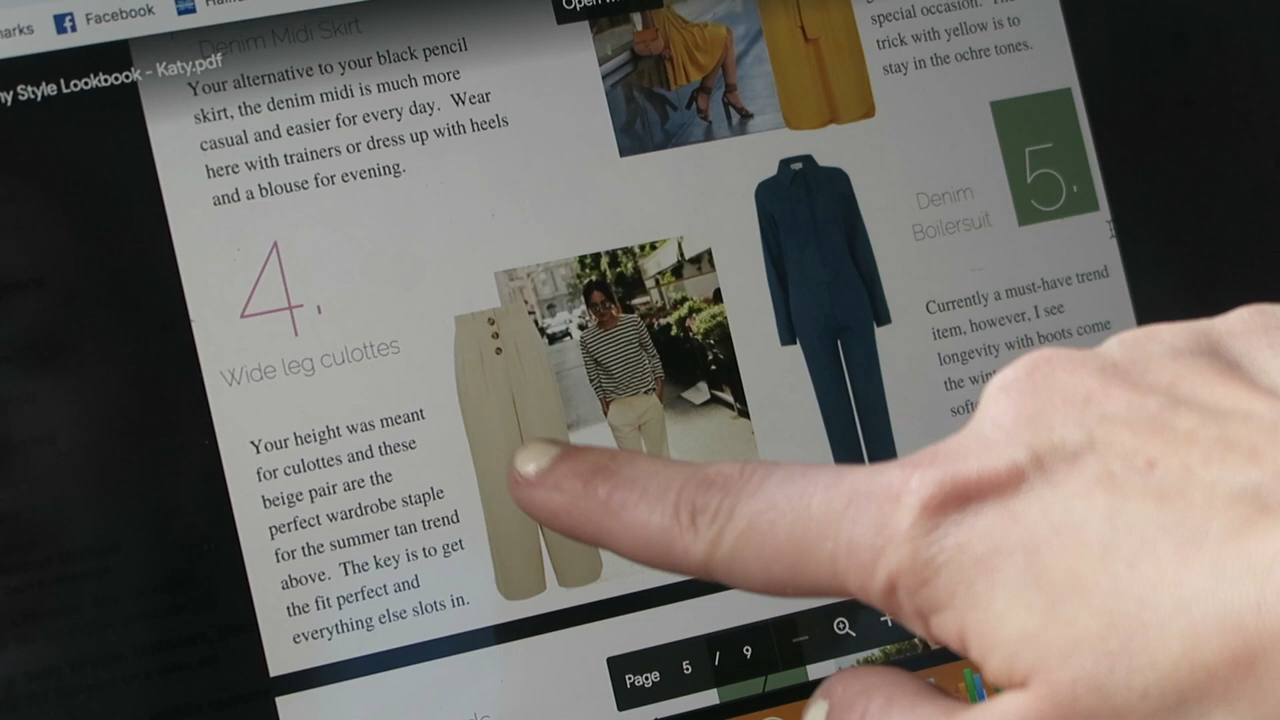 Facebook
my Style Lookbook - Katy.pdf
Denim Midi Skirt
Your alternative to your black pencil
skirt, the denim midi is much more
casual and easier for every day. Wear
here with trainers or dress up with heels
and a blouse for evening.
4.
Wide leg culottes
Your height was meant
for culottes and these
beige pair are the
perfect wardrobe staple
for the summer tan trend
above. The key is to get
the fit perfect and
everything else slots in.
Open
special occasion.
trick with yellow is to
stay in the ochre tones.
5.
Denim
Boilersuit
Currently a must-have trend
item, however, I see
longevity with boots come
the
Page 5 / 9